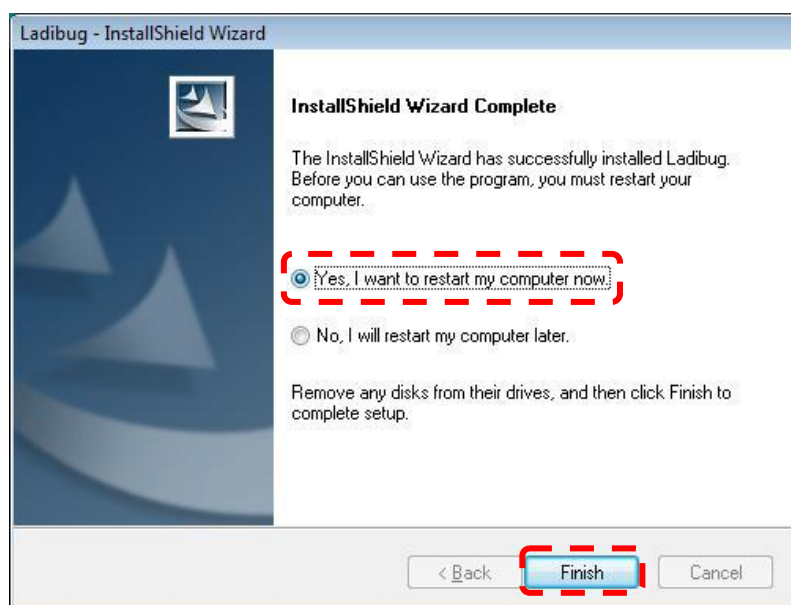 Ladibug - InstallShield Wizard
InstallShield Wizard Complete
The InstallShield Wizard has successfully installed Ladibug.
Before you can use the program, you must restart your
computer.
Yes, I want to restart my computer now.
No, I will restart my computer later.
Remove any disks from their drives, and then click Finish to
complete setup.
< Back Finish Cancel